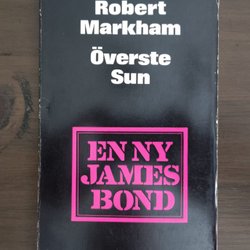 Robert
Markham
Överste
Sun
EN NY
JAMES
BOND